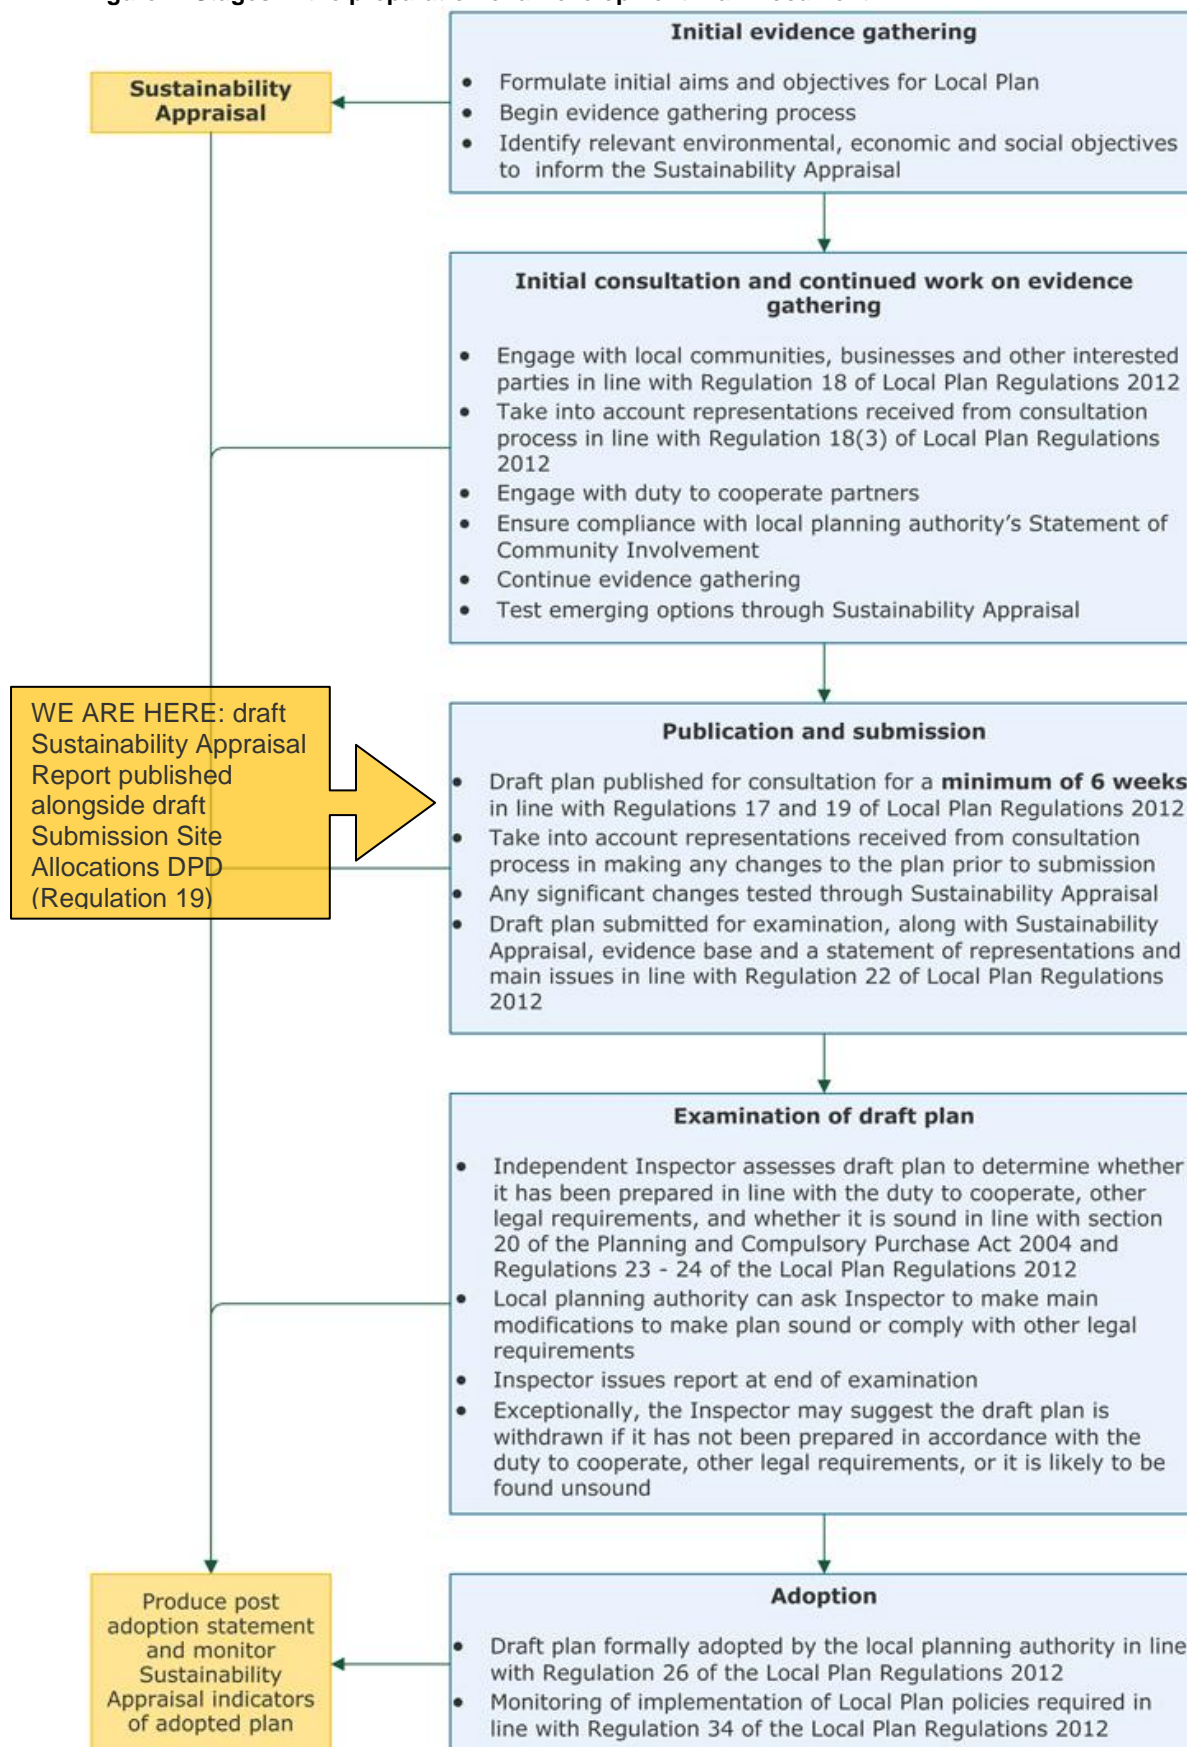 Initial evidence gathering
• Formulate initial aims and objectives for Local Plan
• Begin evidence gathering process
• Identify relevant environmental, economic and social objectives
to inform the Sustainability Appraisal
Sustainability
Appraisal
Initial consultation and continued work on evidence
gathering
• Engage with local communities, businesses and other interested
parties in line with Regulation 18 of Local Plan Regulations 2012
• Take into account representations received from consultation
process in line with Regulation 18(3) of Local Plan Regulations
2012
• Engage with duty to cooperate partners
• Ensure compliance with local planning authority’s Statement of
Community Involvement
• Continue evidence gathering
• Test emerging options through Sustainability Appraisal
WE ARE HERE: draft
Sustainability Appraisal
Report published
alongside draft
Submission Site
Allocations DPD
(Regulation 19)
Publication and submission
• Draft plan published for consultation for a minimum of 6 weeks
in line with Regulations 17 and 19 of Local Plan Regulations 2012
• Take into account representations received from consultation
process in making any changes to the plan prior to submission
• Any significant changes tested through Sustainability Appraisal
• Draft plan submitted for examination, along with Sustainability
Appraisal, evidence base and a statement of representations and
main issues in line with Regulation 22 of Local Plan Regulations
2012
Examination of draft plan
• Independent Inspector assesses draft plan to determine whether
it has been prepared in line with the duty to cooperate, other
legal requirements, and whether it is sound in line with section
20 of the Planning and Compulsory Purchase Act 2004 and
Regulations 23 - 24 of the Local Plan Regulations 2012
• Local planning authority can ask Inspector to make main
modifications to make plan sound or comply with other legal
requirements
• Inspector issues report at end of examination
• Exceptionally, the Inspector may suggest the draft plan is
withdrawn if it has not been prepared in accordance with the
duty to cooperate, other legal requirements, or it is likely to be
found unsound
Produce post
adoption statement
and monitor
Sustainability
Appraisal indicators
of adopted plan
Adoption
• Draft plan formally adopted by the local planning authority in line
with Regulation 26 of the Local Plan Regulations 2012
• Monitoring of implementation of Local Plan policies required in
line with Regulation 34 of the Local Plan Regulations 2012